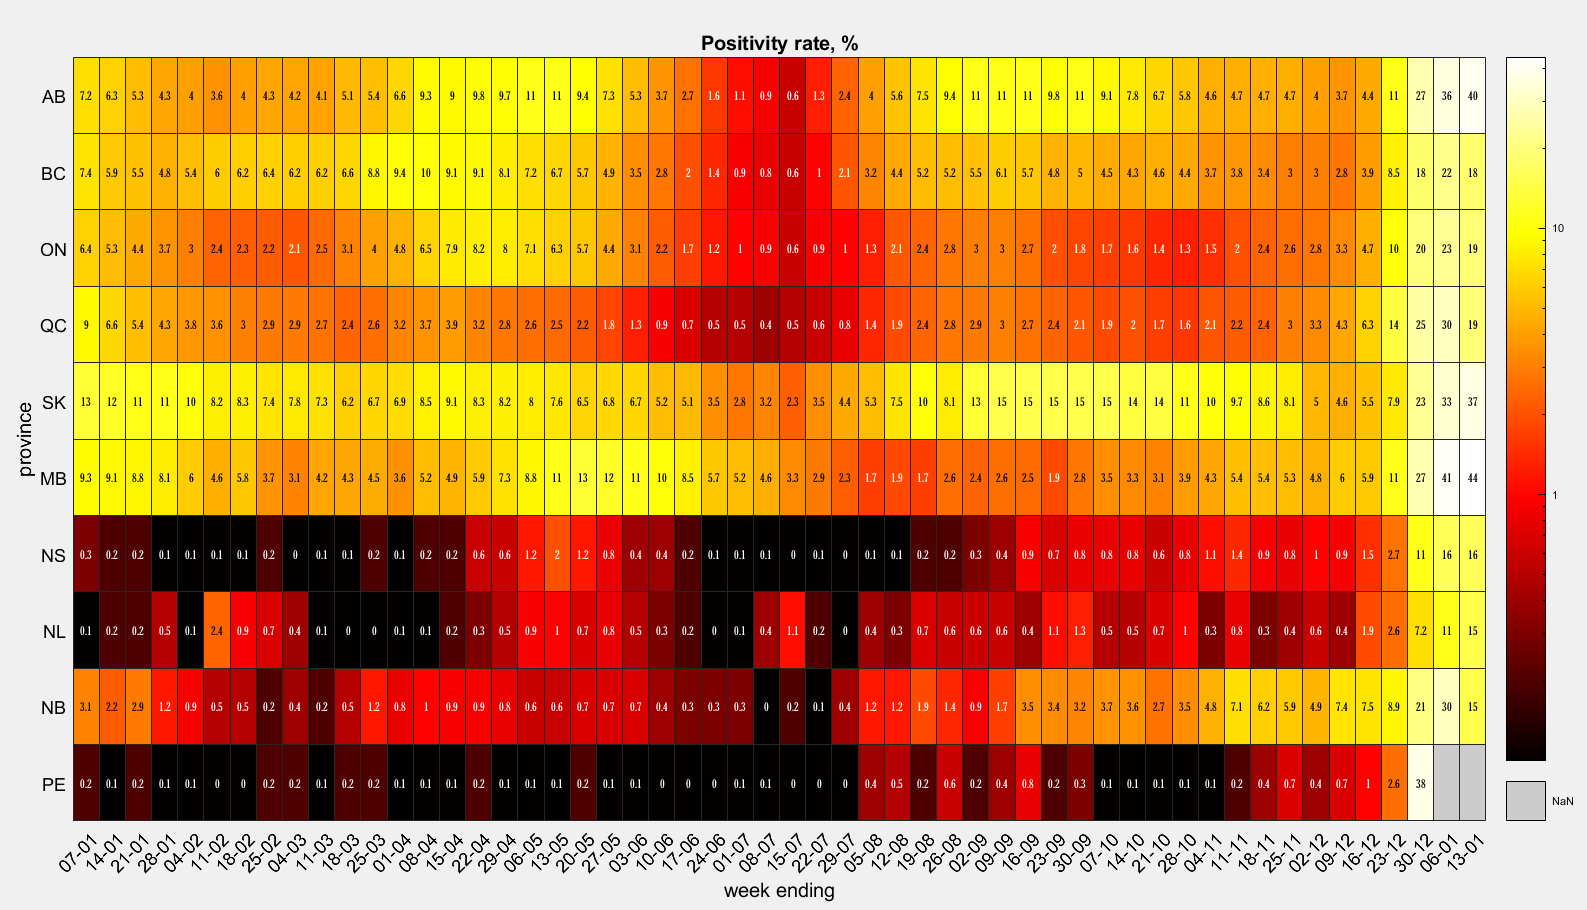 Positivity rate, %
AB 7.2 6.3 5.3 4.3 4 3.6 4 4.3 4.2 4.1 5.1 5.4 6.6 9.3 9 9.8 9.7 11 11 9.4 7.3 5.3 3.7 2.7 1.6 1.1 0.9 0.6 1.3 2.4 4 5.6 7.5 9.4 11 11 11 9.8 11 9.1 7.8 6.7 5.8 4.6 4.7 4.7 4.7 4 3.7 4.4 11 27 36 40
BC 7.4 5.9 5.5 4.8 5.4 6 6.2 6.4 6.2 6.2 6.6 8.8 9.4 10 9.1 9.1 8.1 7.2 6.7 5.7 4.9 3.5 2.8 2 1.4 0.9 0.8 0.6 1 2.1 3.2 4.4 5.2 5.2 5.5 6.1 5.7 4.8 5 4.5 4.3 4.6 4.4 3.7 3.8 3.4 3 3 2.8 3.9 8.5 18 22 18
ON 6.4 5.3 4.4 3.7 3 2.4 2.3 2.2 2.1 2.5 3.1 4 4.8 6.5 7.9 8.2 8 7.1 6.3 5.7 4.4 3.1 2.2 1.7 1.2 1 0.9 0.6 0.9 1 1.3 2.1 2.4 2.8 3 3 2.7 2 1.8 1.7 1.6 1.4 1.3 1.5 2 2.4 2.6 2.8 3.3 4.7 10 20 23 19
QC 9 6.6 5.4 4.3 3.8 3.6 3 2.9 2.9 2.7 2.4 2.6 3.2 3.7 3.9 3.2 2.8 2.6 2.5 2.2 1.8 1.3 0.9 0.7 0.5 0.5 0.4 0.5 0.6 0.8 1.4 1.9 2.4 2.8 2.9 3 2.7 2.4 2.1 1.9 2 1.7 1.6 2.1 2.2 2.4 3 3.3 4.3 6.3 14 25 30 19
SK 13 12 11 11 10 8.2 8.3 7.4 7.8 7.3 6.2 6.7 6.9 8.5 9.1 8.3 8.2 8 7.6 6.5 6.8 6.7 5.2 5.1 3.5 2.8 3.2 2.3 3.5 4.4 5.3 7.5 10 8.1 13 15 15 15 15 15 14 14 11 10 9.7 8.6 8.1 5 4.6 5.5 7.9 23 33 37
MB 9.3 9.1 8.8 8.1 6 4.6 5.8 3.7 3.1 4.2 4.3 4.5 3.6 5.2 4.9 5.9 7.3 8.8 11 13 12 11 10 8.5 5.7 5.2 4.6 3.3 2.9 2.3 1.7 1.9 1.7 2.6 2.4 2.6 2.5 1.9 2.8 3.5 3.3 3.1 3.9 4.3 5.4 5.4 5.3 4.8 6 5.9 11 27 41 44
NS 0.3 0.2 0.2 0.1 0.1 0.1 0.1 0.2 0 0.1 0.1 0.2 0.1 0.2 0.2 0.6 0.6 1.2 2 1.2 0.8 0.4 0.4 0.2 0.1 0.1 0.1 0 0.1 0 0.1 0.1 0.2 0.2 0.3 0.4 0.9 0.7 0.8 0.8 0.8 0.6 0.8 1.1 1.4 0.9 0.8 1 0.9 1.5 2.7 11 16 16
NL 0.1 0.2 0.2 0.5 0.1 2.4 0.9 0.7 0.4 0.1 0 0 0.1 0.1 0.2 0.3 0.5 0.9 1 0.7 0.8 0.5 0.3 0.2 0 0.1 0.4 1.1 0.2 0 0.4 0.3 0.7 0.6 0.6 0.6 0.4 1.1 1.3 0.5 0.5 0.7 1 0.3 0.8 0.3 0.4 0.6 0.4 1.9 2.6 7.2 11 15
NB 3.1 2.2 2.9 1.2 0.9 0.5 0.5 0.2 0.4 0.2 0.5 1.2 0.8 1 0.9 0.9 0.8 0.6 0.6 0.7 0.7 0.7 0.4 0.3 0.3 0.3 0 0.2 0.1 0.4 1.2 1.2 1.9 1.4 0.9 1.7 3.5 3.4 3.2 3.7 3.6 2.7 3.5 4.8 7.1 6.2 5.9 4.9 7.4 7.5 8.9 21 30 15
PE 0.2 0.1 0.2 0.1 0.1 0 0 0.2 0.2 0.1 0.2 0.2 0.1 0.1 0.1 0.2 0.1 0.1 0.1 0.2 0.1 0.1 0 0 0 0.1 0.1 0 0 0 0.4 0.5 0.2 0.6 0.2 0.4 0.8 0.2 0.3 0.1 0.1 0.1 0.1 0.1 0.2 0.4 0.7 0.4 0.7 1 2.6 38
07-01 14-01 21-01 28-01 04-02 11-02 18-02 25-02 04-03 11-03 18-03 25-03 01-04 08-04 15-04 22-04 29-04 06-05 13-05 20-05 27-05 03-06 10-06 17-06 24-06 01-07 08-07 15-07 22-07 29-07 05-08 12-08 19-08 26-08 02-09 09-09 16-09 23-09 30-09 07-10 14-10 21-10 28-10 04-11 11-11 18-11 25-11 02-12 09-12 16-12 23-12 30-12 06-01 13-01
week ending
province
10
1
NaN